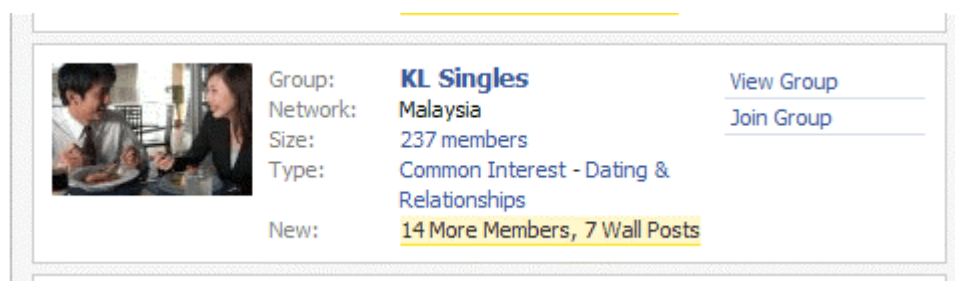 Group: KL Singles
View Group
Network: Malaysia
Join Group
Size: 237 members
Type: Common Interest - Dating &
Relationships
New: 14 More Members, 7 Wall Posts